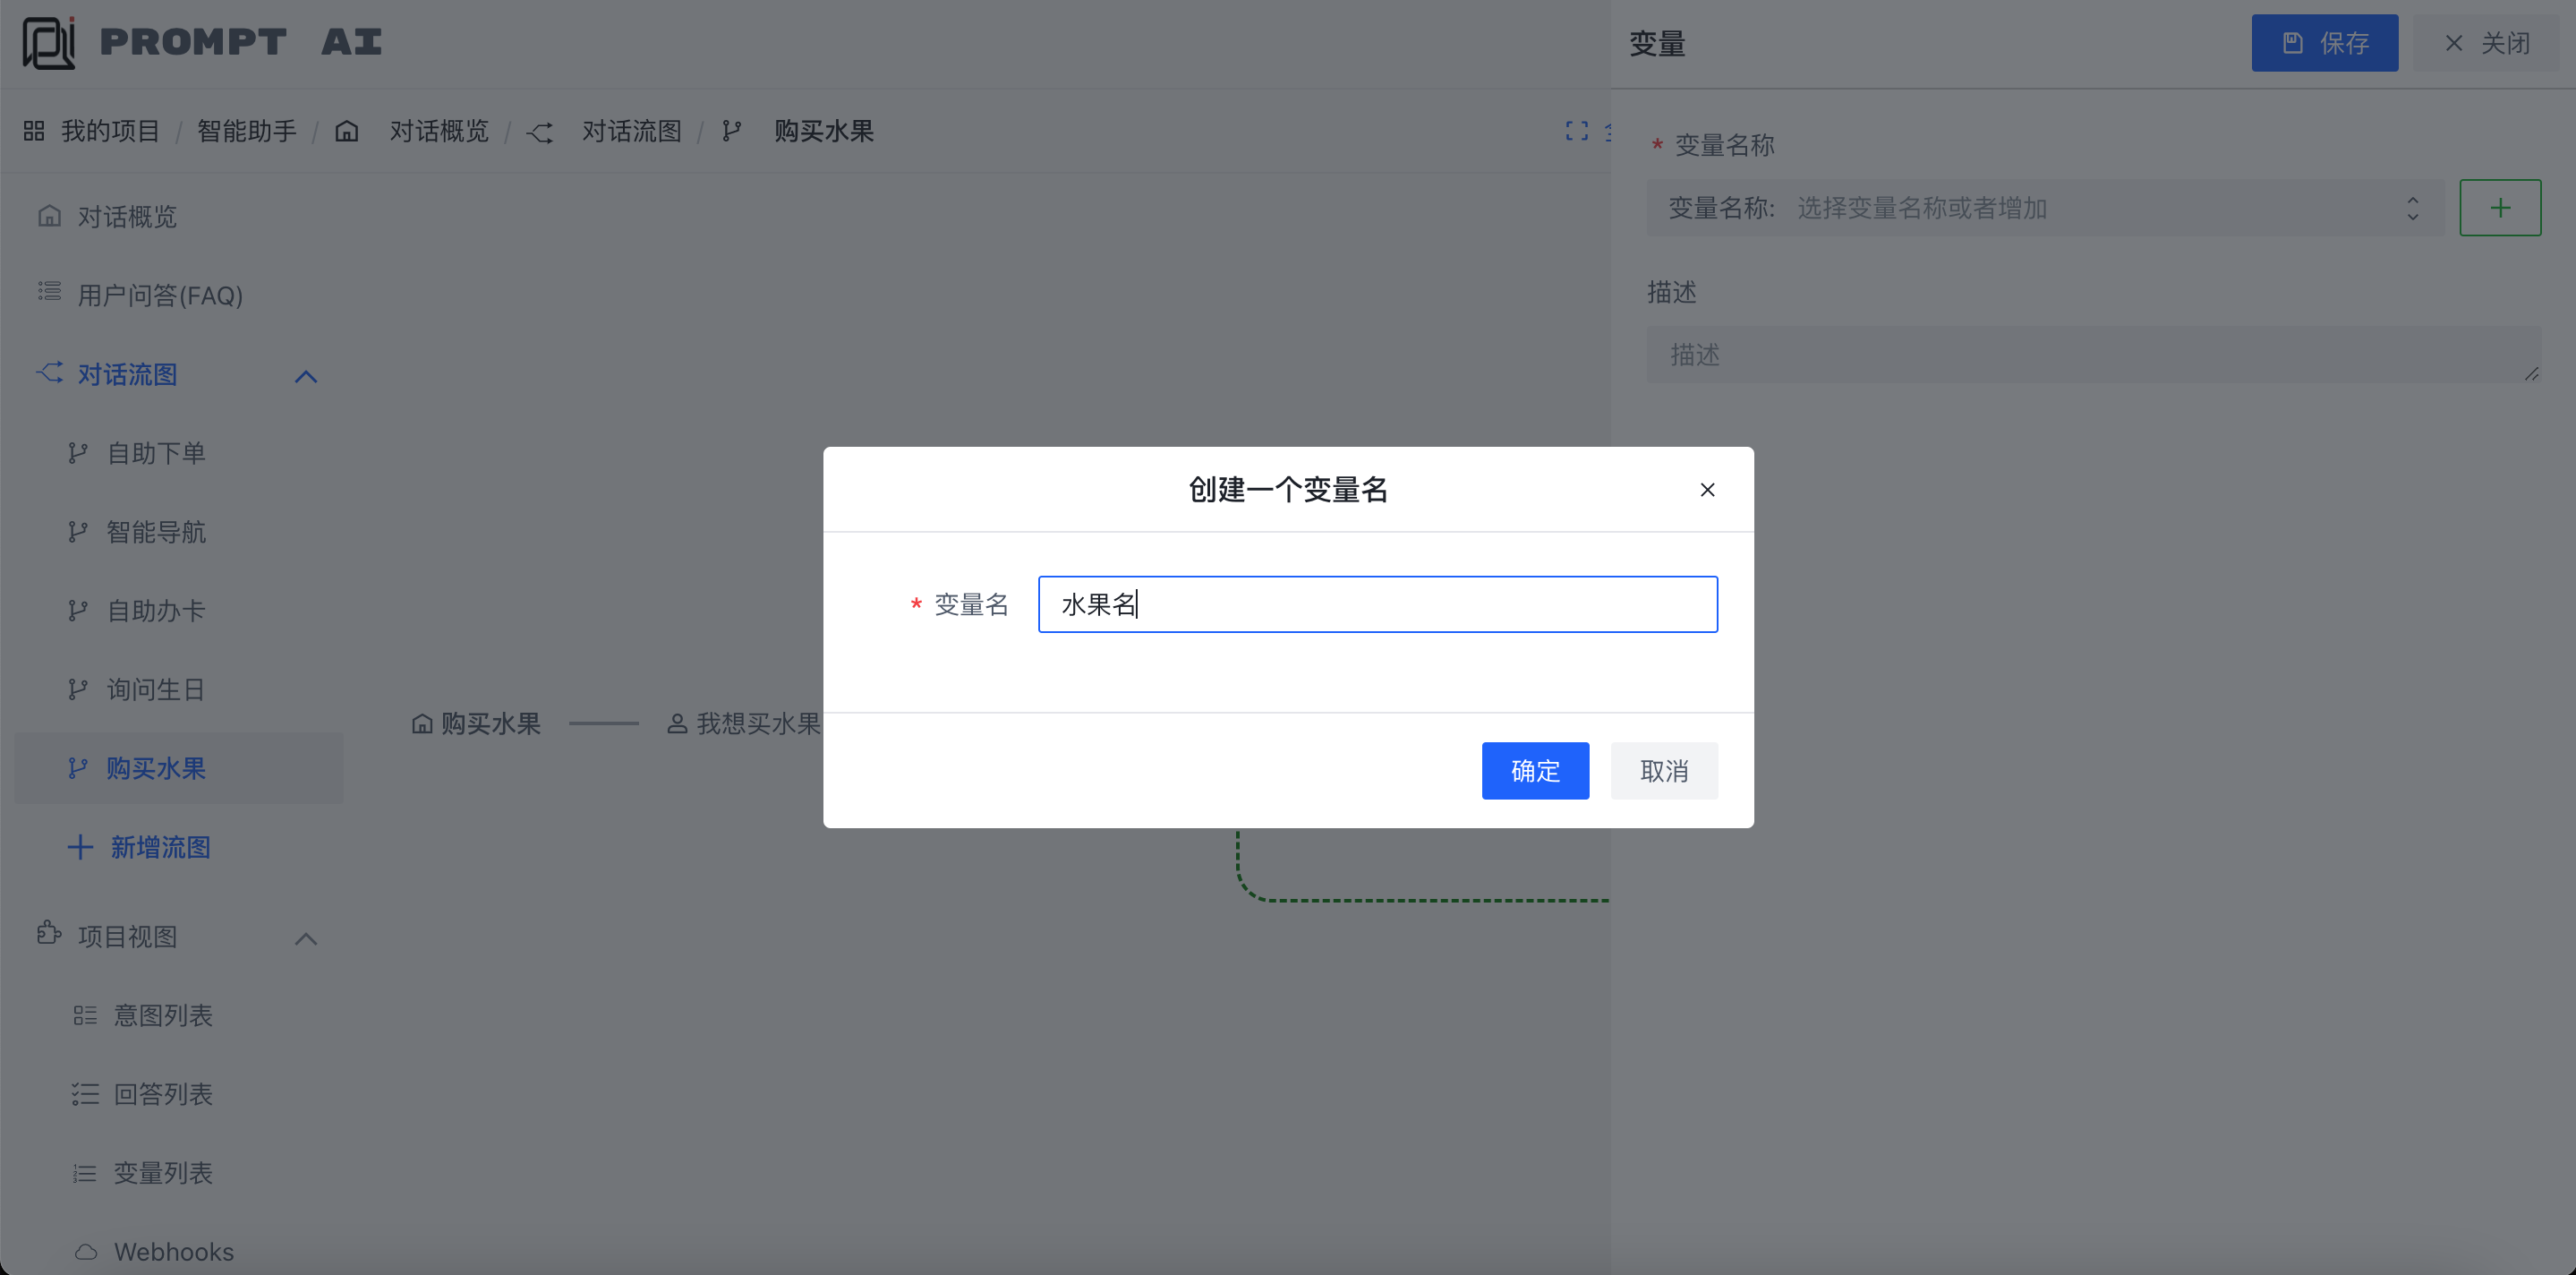 PROMPT AI
变量
保存
关闭
我的项目 / 智能助手 / 对话概览 / 对话流图 / 购买水果
* 变量名称
变量名称: 选择变量名称或者增加
描述
描述
对话概览
用户问答(FAQ)
对话流图
自助下单
智能导航
自助办卡
询问生日
购买水果
新增流图
项目视图
意图列表
回答列表
变量列表
Webhooks
购买水果
我想买水果
创建一个变量名
* 变量名
水果名
确定
取消